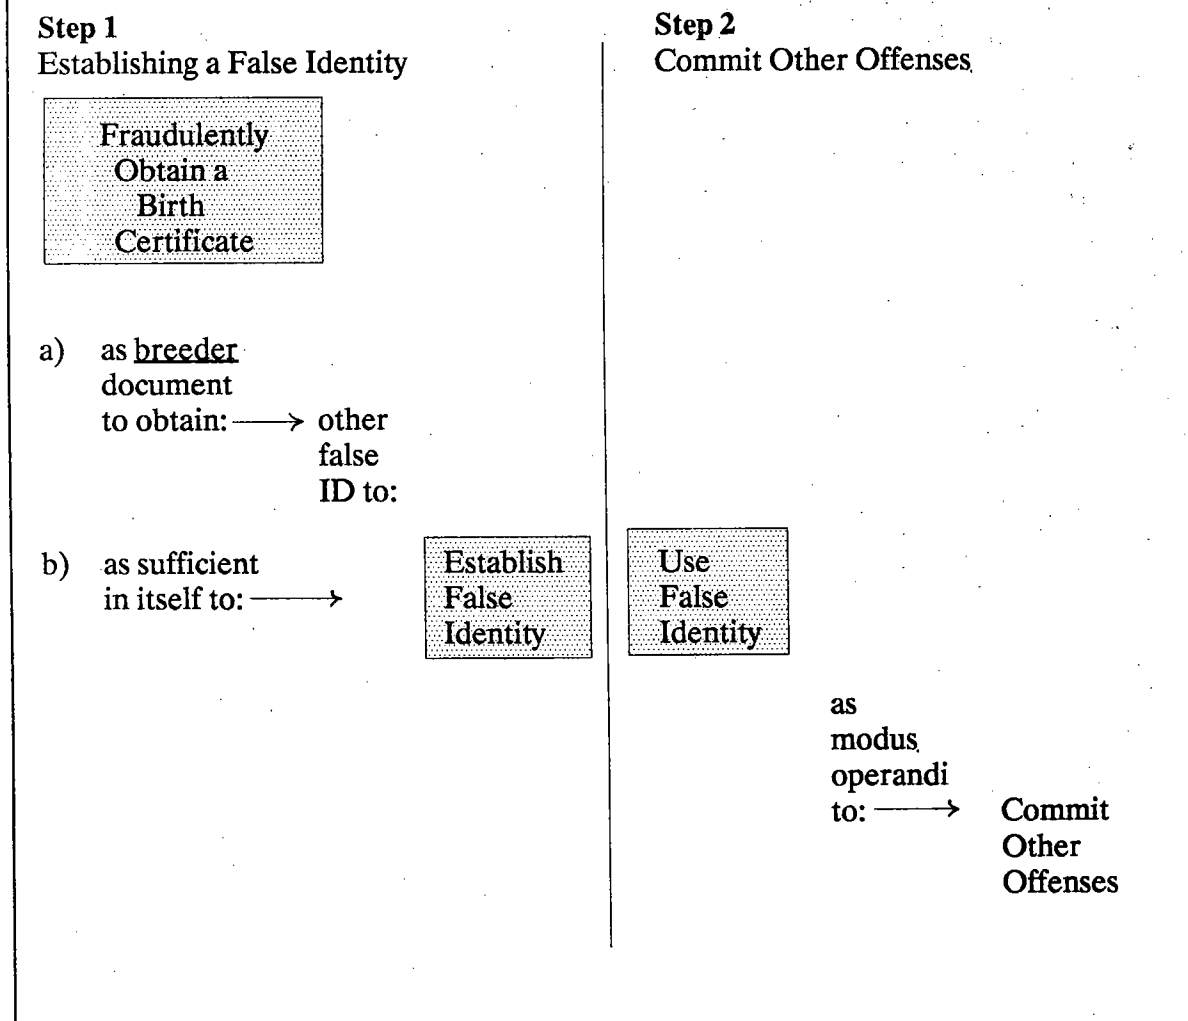 Step 1
Establishing a False Identity
Fraudulently
Obtain a
Birth
Certificate
a) as breeder
document
to obtain: → other
false
ID to:
b) as sufficient
in itself to: →
Establish
False
Identity
Step 2
Commit Other Offenses
Use
False
Identity
as
modus
operandi
to: → Commit
Other
Offenses